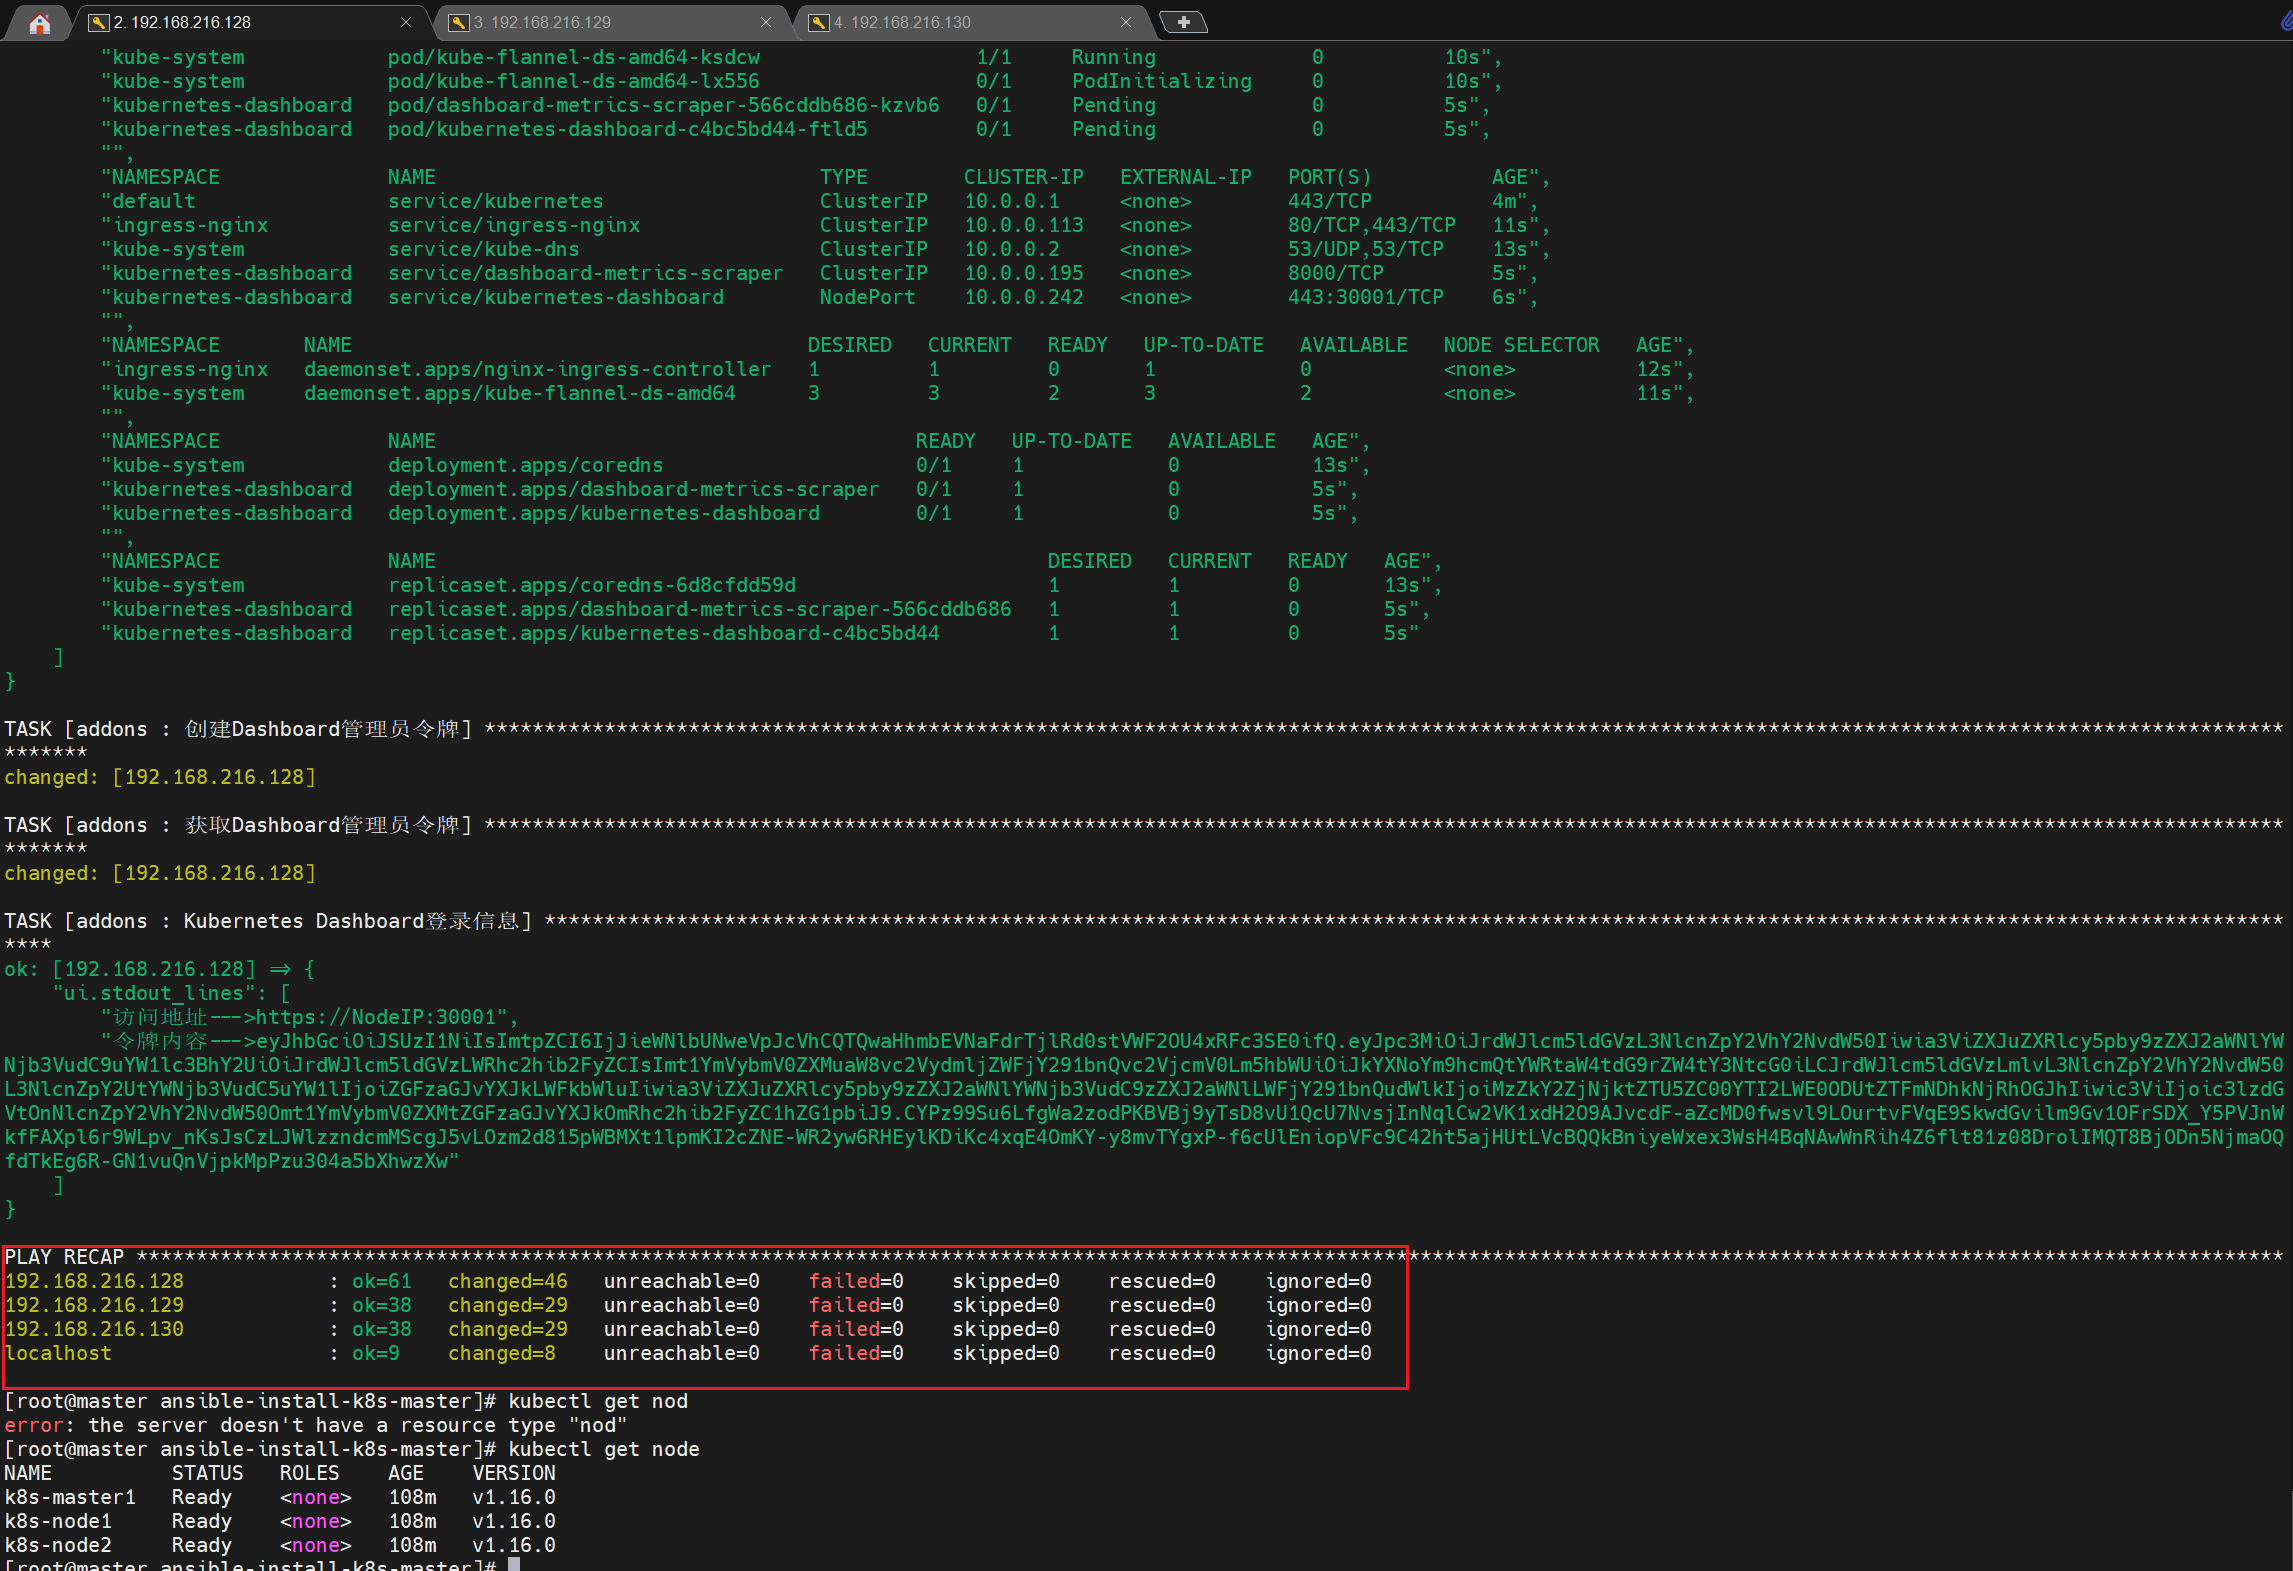 2. 192.168.216.128
3. 192.168.216.129
4. 192.168.216.130
"kube-system            pod/kube-flannel-ds-amd64-ksdcw                  1/1     Running             0          10s",
"kube-system            pod/kube-flannel-ds-amd64-lx556                  0/1     PodInitializing     0          10s",
"kubernetes-dashboard   pod/dashboard-metrics-scraper-566cddb686-kzvb6   0/1     Pending             0          5s",
"kubernetes-dashboard   pod/kubernetes-dashboard-c4bc5bd44-ftld5         0/1     Pending             0          5s",
"",
"NAMESPACE              NAME                                TYPE        CLUSTER-IP   EXTERNAL-IP   PORT(S)          AGE",
"default                service/kubernetes                  ClusterIP   10.0.0.1     <none>        443/TCP          4m",
"ingress-nginx          service/ingress-nginx               ClusterIP   10.0.0.113   <none>        80/TCP,443/TCP   11s",
"kube-system            service/kube-dns                    ClusterIP   10.0.0.2     <none>        53/UDP,53/TCP    13s",
"kubernetes-dashboard   service/dashboard-metrics-scraper   ClusterIP   10.0.0.195   <none>        8000/TCP         5s",
"kubernetes-dashboard   service/kubernetes-dashboard        NodePort    10.0.0.242   <none>        443:30001/TCP    6s",
"",
"NAMESPACE       NAME                                      DESIRED   CURRENT   READY   UP-TO-DATE   AVAILABLE   NODE SELECTOR   AGE",
"ingress-nginx   daemonset.apps/nginx-ingress-controller   1         1         0       1            0           <none>          12s",
"kube-system     daemonset.apps/kube-flannel-ds-amd64      3         3         2       3            2           <none>          11s",
"",
"NAMESPACE              NAME                                        READY   UP-TO-DATE   AVAILABLE   AGE",
"kube-system            deployment.apps/coredns                     0/1     1            0           13s",
"kubernetes-dashboard   deployment.apps/dashboard-metrics-scraper   0/1     1            0           5s",
"kubernetes-dashboard   deployment.apps/kubernetes-dashboard        0/1     1            0           5s",
"",
"NAMESPACE              NAME                                                   DESIRED   CURRENT   READY   AGE",
"kube-system            replicaset.apps/coredns-6d8cfdd59d                     1         1         0       13s",
"kubernetes-dashboard   replicaset.apps/dashboard-metrics-scraper-566cddb686   1         1         0       5s",
"kubernetes-dashboard   replicaset.apps/kubernetes-dashboard-c4bc5bd44         1         1         0       5s"
]
}
TASK [addons : 创建Dashboard管理员令牌] ******************************************************************************************************************************************************
*******
changed: [192.168.216.128]
TASK [addons : 获取Dashboard管理员令牌] ******************************************************************************************************************************************************
*******
changed: [192.168.216.128]
TASK [addons : Kubernetes Dashboard登录信息] *************************************************************************************************************************************************
****
ok: [192.168.216.128] => {
"ui.stdout_lines": [
"访问地址--->https://NodeIP:30001",
"令牌内容--->
]
}
PLAY RECAP ***********************************************************************************************************************************************************************************
192.168.216.128            : ok=61   changed=46   unreachable=0    failed=0    skipped=0    rescued=0    ignored=0
192.168.216.129            : ok=38   changed=29   unreachable=0    failed=0    skipped=0    rescued=0    ignored=0
192.168.216.130            : ok=38   changed=29   unreachable=0    failed=0    skipped=0    rescued=0    ignored=0
localhost                  : ok=9    changed=8    unreachable=0    failed=0    skipped=0    rescued=0    ignored=0
[root@master ansible-install-k8s-master]# kubectl get nod
error: the server doesn't have a resource type "nod"
[root@master ansible-install-k8s-master]# kubectl get node
NAME          STATUS   ROLES    AGE    VERSION
k8s-master1   Ready    <none>   108m   v1.16.0
k8s-node1     Ready    <none>   108m   v1.16.0
k8s-node2     Ready    <none>   108m   v1.16.0
[root@master ansible-install-k8s-master]#